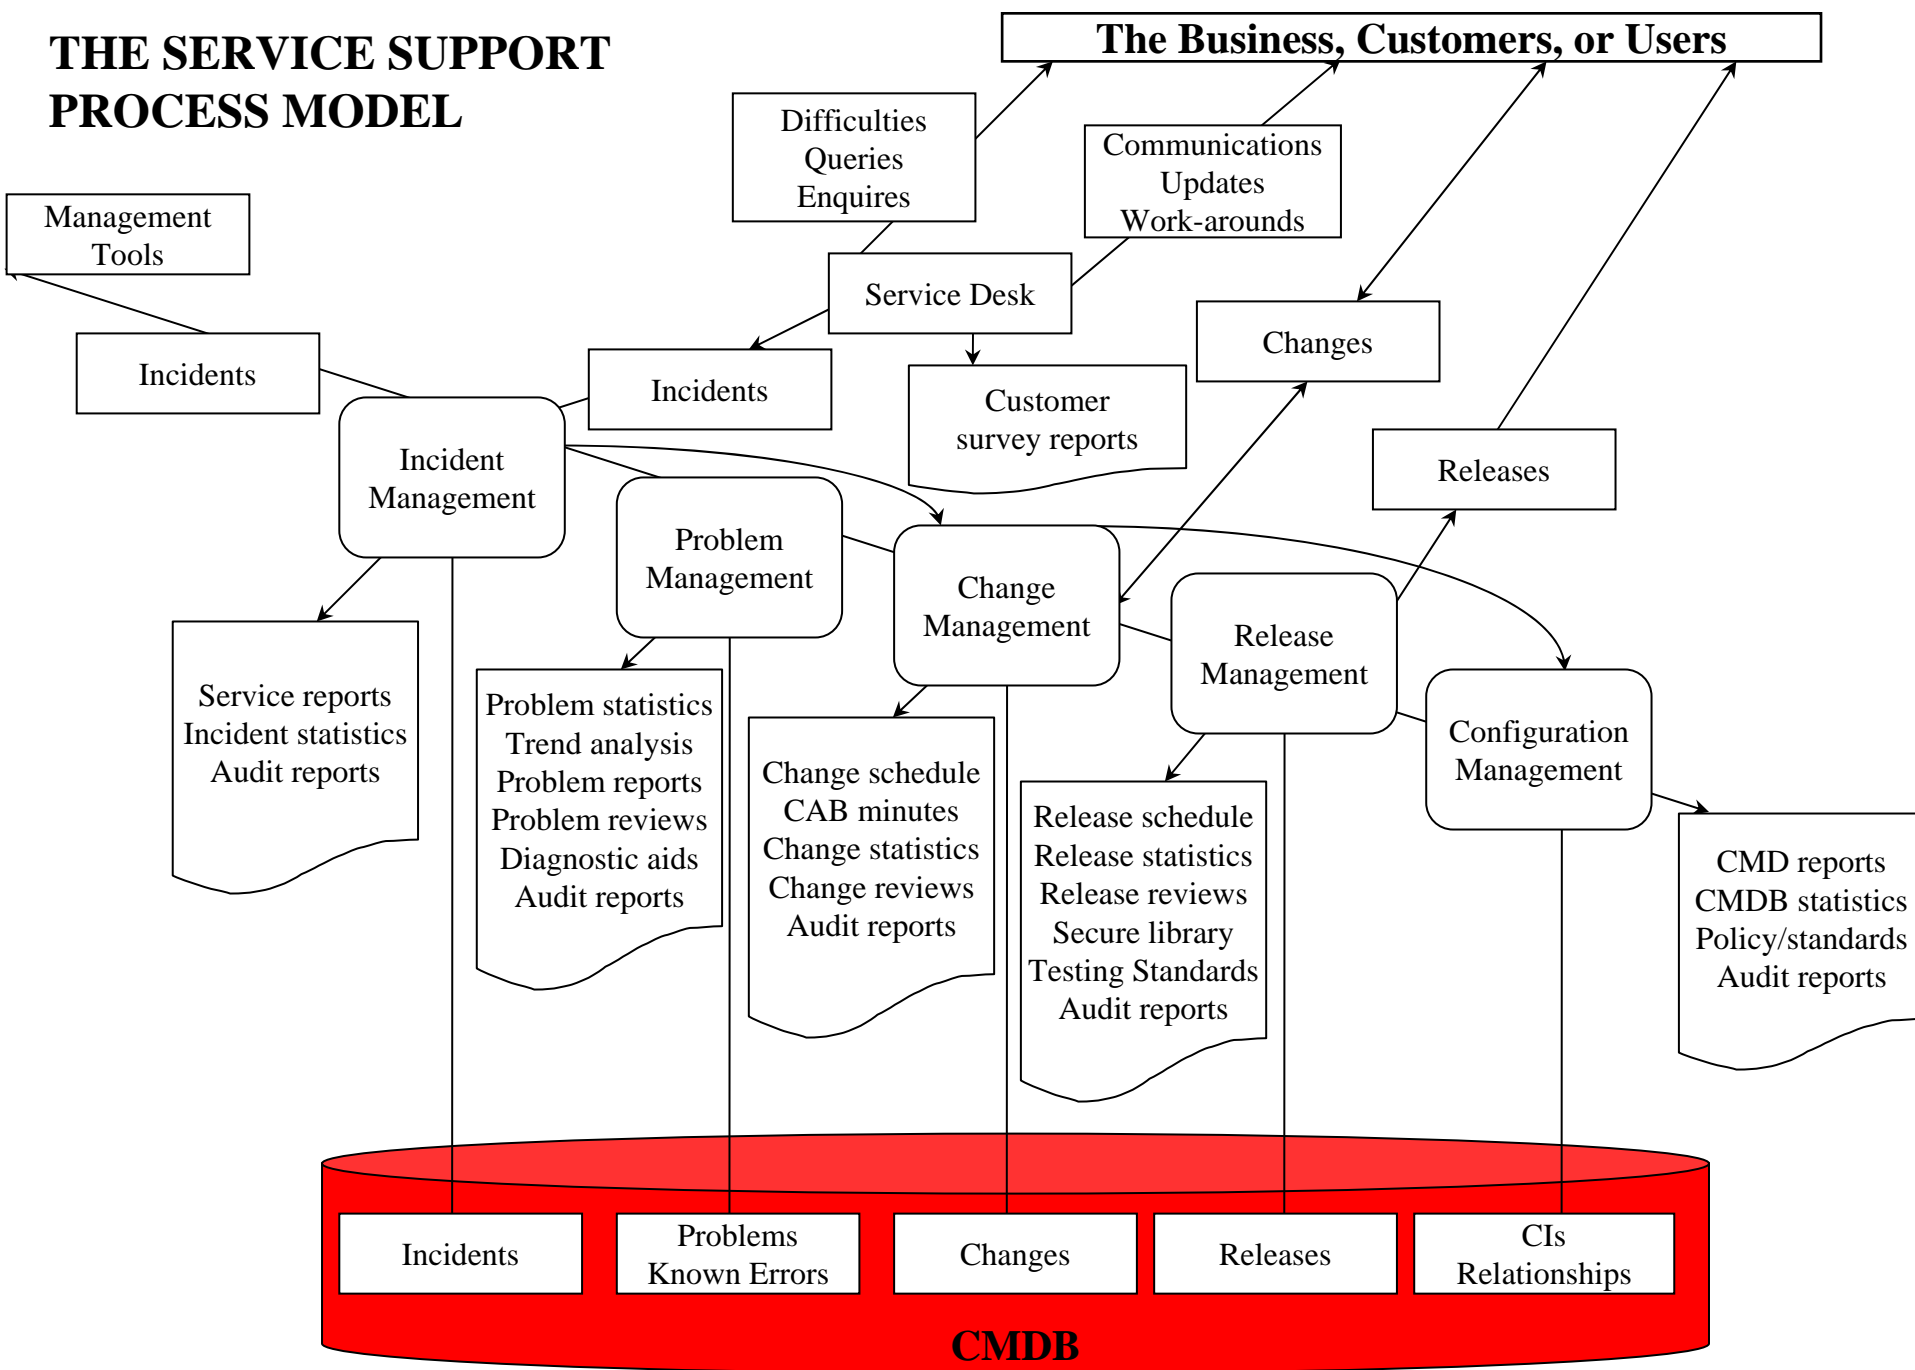 THE SERVICE SUPPORT
PROCESS MODEL
The Business, Customers, or Users
Difficulties
Queries
Enquires
Communications
Updates
Work-arounds
Management
Tools
Service Desk
Incidents
Incidents
Changes
Customer
survey reports
Releases
Incident
Management
Problem
Management
Change
Management
Release
Management
Configuration
Management
Service reports
Incident statistics
Audit reports
Problem statistics
Trend analysis
Problem reports
Problem reviews
Diagnostic aids
Audit reports
Change schedule
CAB minutes
Change statistics
Change reviews
Audit reports
Release schedule
Release statistics
Release reviews
Secure library
Testing Standards
Audit reports
CMD reports
CMDB statistics
Policy/standards
Audit reports
Incidents
Problems
Known Errors
Changes
Releases
CIs
Relationships
CMDB